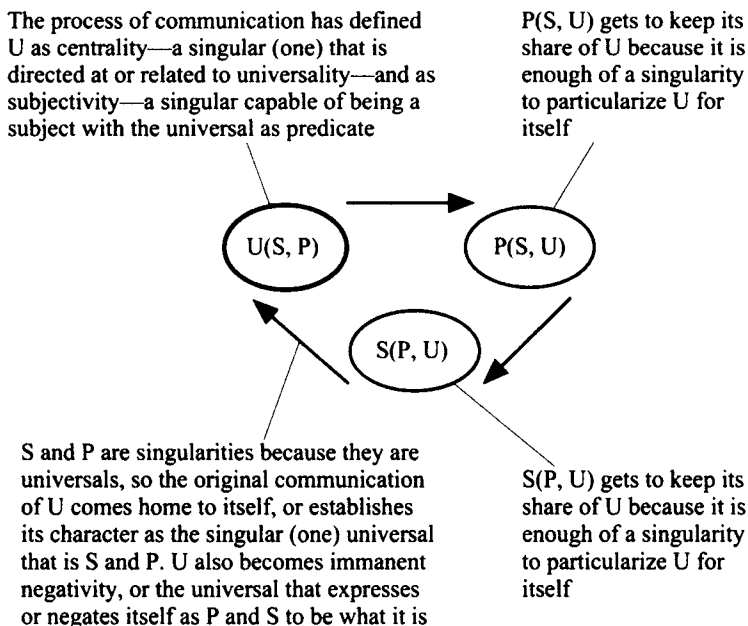 The process of communication has defined
U as centrality—a singular (one) that is
directed at or related to universality—and as
subjectivity—a singular capable of being a
subject with the universal as predicate
P(S, U) gets to keep its
share of U because it is
enough of a singularity
to particularize U for
itself
U(S, P)
P(S, U)
S(P, U)
S and P are singularities because they are
universals, so the original communication
of U comes home to itself, or establishes
its character as the singular (one) universal
that is S and P. U also becomes immanent
negativity, or the universal that expresses
or negates itself as P and S to be what it is
S(P, U) gets to keep its
share of U because it is
enough of a singularity
to particularize U for
itself